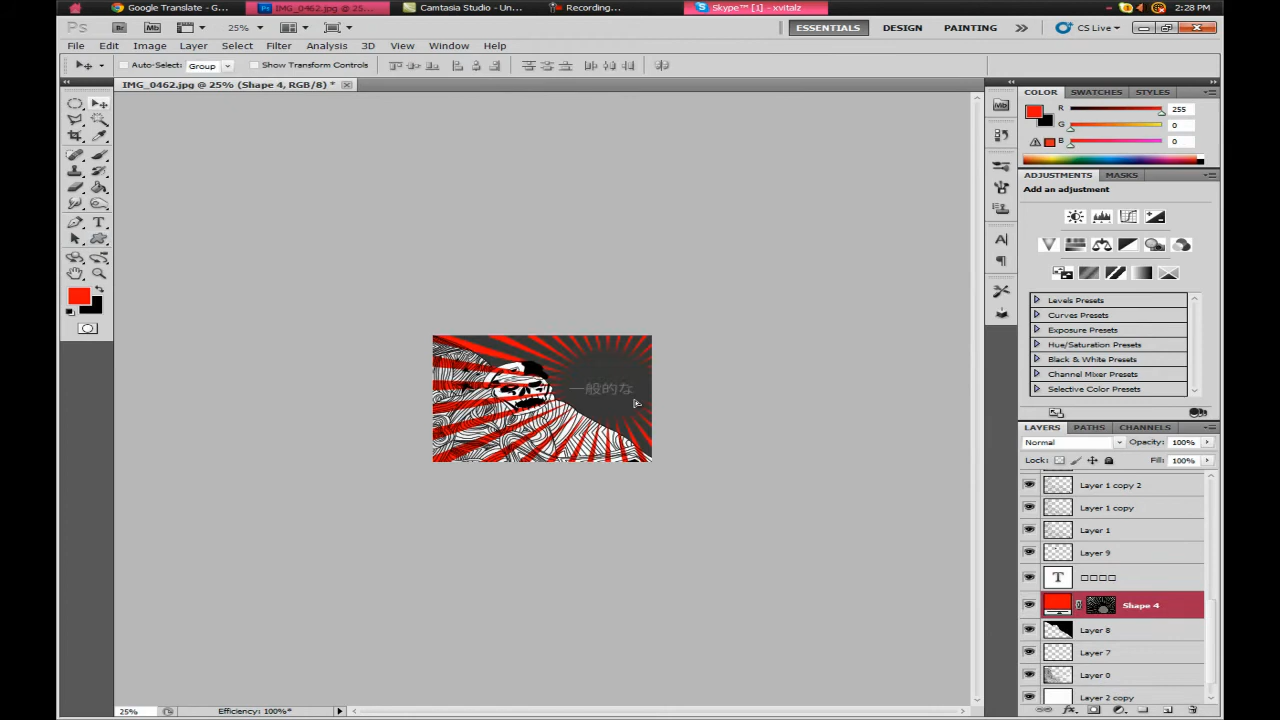 Google Translate - G...
IMG_0462.jpg @ 25%...
Camtasia Studio - Un...
Recording...
Skype™ [1] - xvitalz
2:28 PM
Ps
Br
Mb
25%
ESSENTIALS
DESIGN
PAINTING
CS Live
File Edit Image Layer Select Filter Analysis 3D View Window Help
Auto-Select: Group Show Transform Controls
IMG_0462.jpg @ 25% (Shape 4, RGB/8) *
COLOR SWATCHES STYLES
R 255
G 0
B 0
ADJUSTMENTS MASKS
Add an adjustment
Levels Presets
Curves Presets
Exposure Presets
Hue/Saturation Presets
Black & White Presets
Channel Mixer Presets
Selective Color Presets
一般的な
LAYERS PATHS CHANNELS
Normal Opacity: 100%
Lock: Fill: 100%
Layer 1 copy 2
Layer 1 copy
Layer 1
Layer 9
T □□□□
Shape 4
Layer 8
Layer 7
Layer 0
Layer 2 copy
25% Efficiency: 100%*